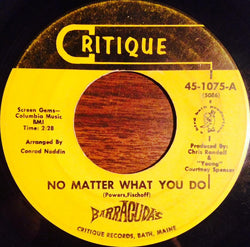 CRITIQUE
45-1075-A
(5086)
Screen Gems-
Columbia Music
BMI
Time: 2:28
Arranged By
Conrad Noddin
Produced By:
Chris Randall
&
"Young"
Courtney Spencer
NO MATTER WHAT YOU DO
(Powers, Fischoff)
BARRACUDAS
CRITIQUE RECORDS, BATH, MAINE